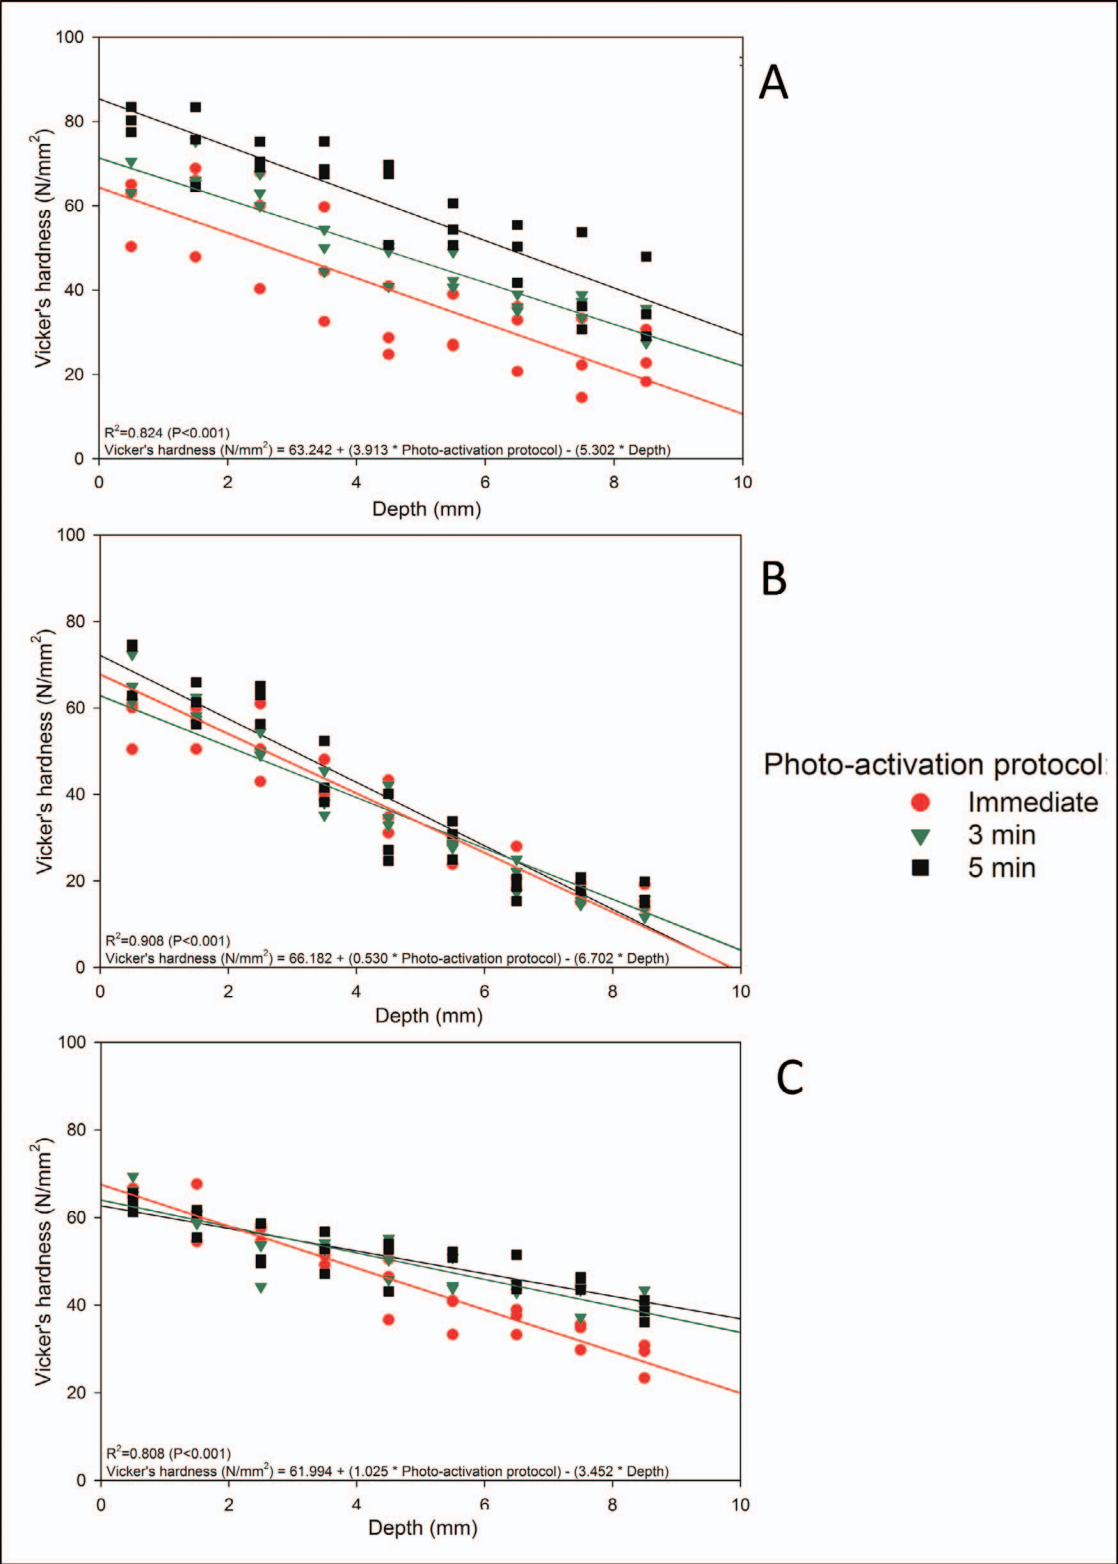 100
80
60
40
20
0
Vicker's hardness (N/mm²)
A
R²=0.824 (P<0.001)
Vicker's hardness (N/mm²) = 63.242 + (3.913 * Photo-activation protocol) - (5.302 * Depth)
0 2 4 6 8 10
Depth (mm)
100
80
60
40
20
0
Vicker's hardness (N/mm²)
B
R²=0.908 (P<0.001)
Vicker's hardness (N/mm²) = 66.182 + (0.530 * Photo-activation protocol) - (6.702 * Depth)
0 2 4 6 8 10
Depth (mm)
Photo-activation protocol
Immediate
3 min
5 min
100
80
60
40
20
0
Vicker's hardness (N/mm²)
C
R²=0.808 (P<0.001)
Vicker's hardness (N/mm²) = 61.994 + (1.025 * Photo-activation protocol) - (3.452 * Depth)
0 2 4 6 8 10
Depth (mm)